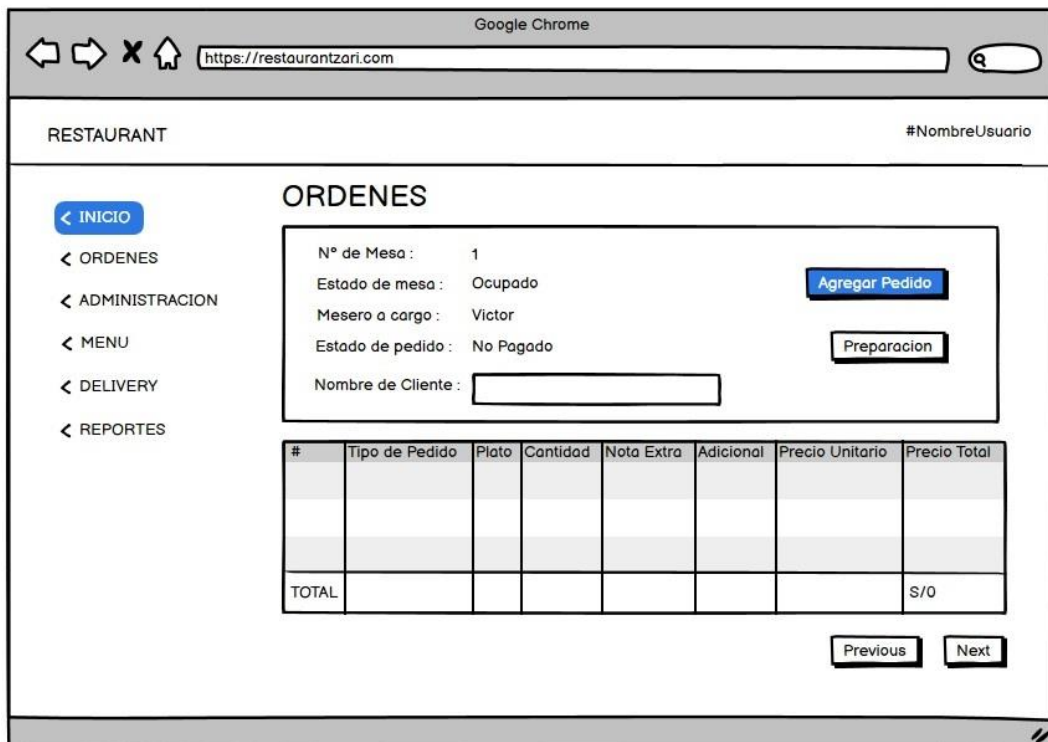 Google Chrome
https://restaurantzari.com
RESTAURANT
#NombreUsuario
INICIO
ORDENES
ADMINISTRACION
MENU
DELIVERY
REPORTES
ORDENES
Nº de Mesa : 1
Estado de mesa : Ocupado
Agregar Pedido
Mesero a cargo : Victor
Estado de pedido : No Pagado
Preparacion
Nombre de Cliente :
# Tipo de Pedido Plato Cantidad Nota Extra Adicional Precio Unitario Precio Total
TOTAL S/0
Previous Next